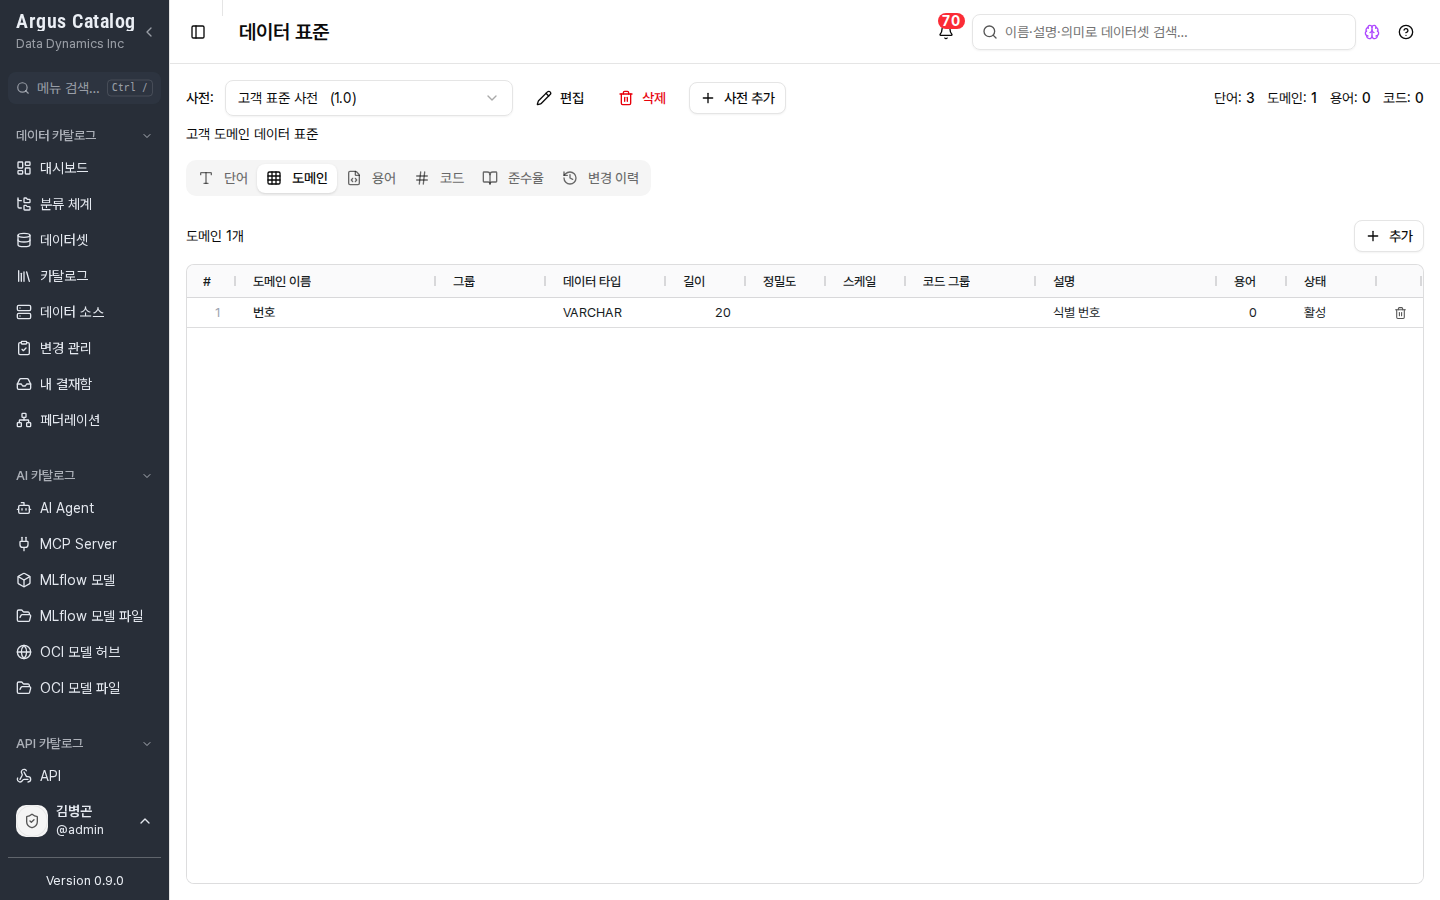 Argus Catalog
Data Dynamics Inc
메뉴 검색... Ctrl /
데이터 카탈로그
대시보드
분류 체계
데이터셋
카탈로그
데이터 소스
변경 관리
내 결재함
페더레이션
AI 카탈로그
AI Agent
MCP Server
MLflow 모델
MLflow 모델 파일
OCI 모델 허브
OCI 모델 파일
API 카탈로그
API
김병곤
@admin
Version 0.9.0
데이터 표준
70
이름·설명·의미로 데이터셋 검색...
사전: 고객 표준 사전 (1.0) 편집 삭제 사전 추가 단어: 3 도메인: 1 용어: 0 코드: 0
고객 도메인 데이터 표준
단어 도메인 용어 코드 준수율 변경 이력
도메인 1개 추가
# 도메인 이름 그룹 데이터 타입 길이 정밀도 스케일 코드 그룹 설명 용어 상태
1 번호 VARCHAR 20 식별 번호 0 활성